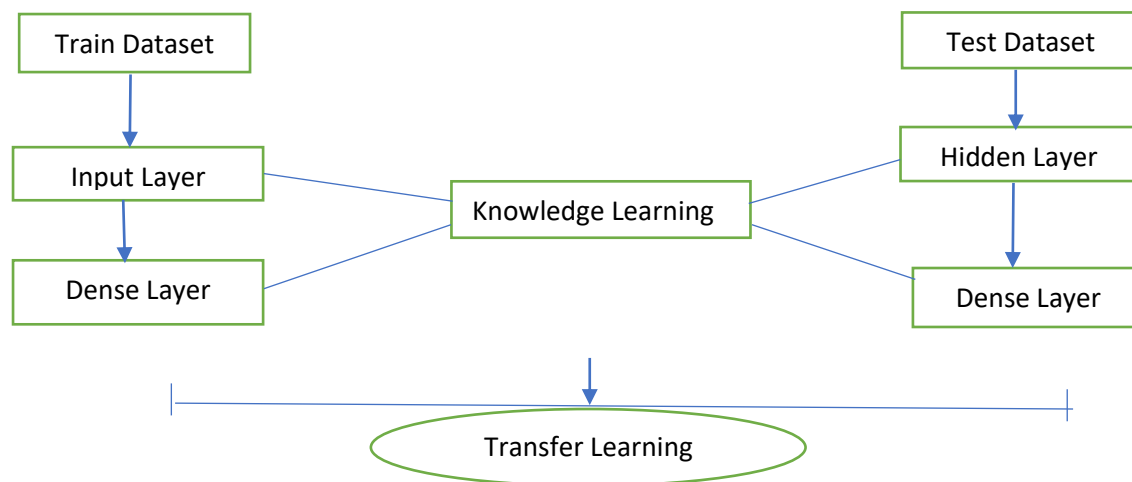 Train Dataset
Test Dataset
Input Layer
Hidden Layer
Knowledge Learning
Dense Layer
Dense Layer
Transfer Learning